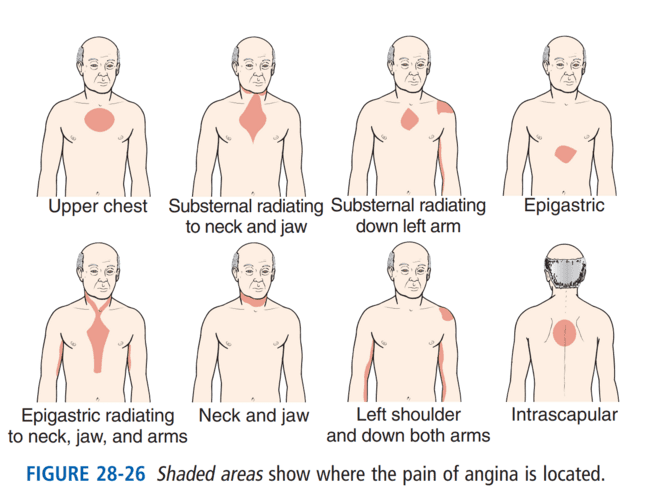 Upper chest
Substernal radiating
to neck and jaw
Substernal radiating
down left arm
Epigastric
Epigastric radiating
to neck, jaw, and arms
Neck and jaw
Left shoulder
and down both arms
Intrascapular
FIGURE 28-26 Shaded areas show where the pain of angina is located.